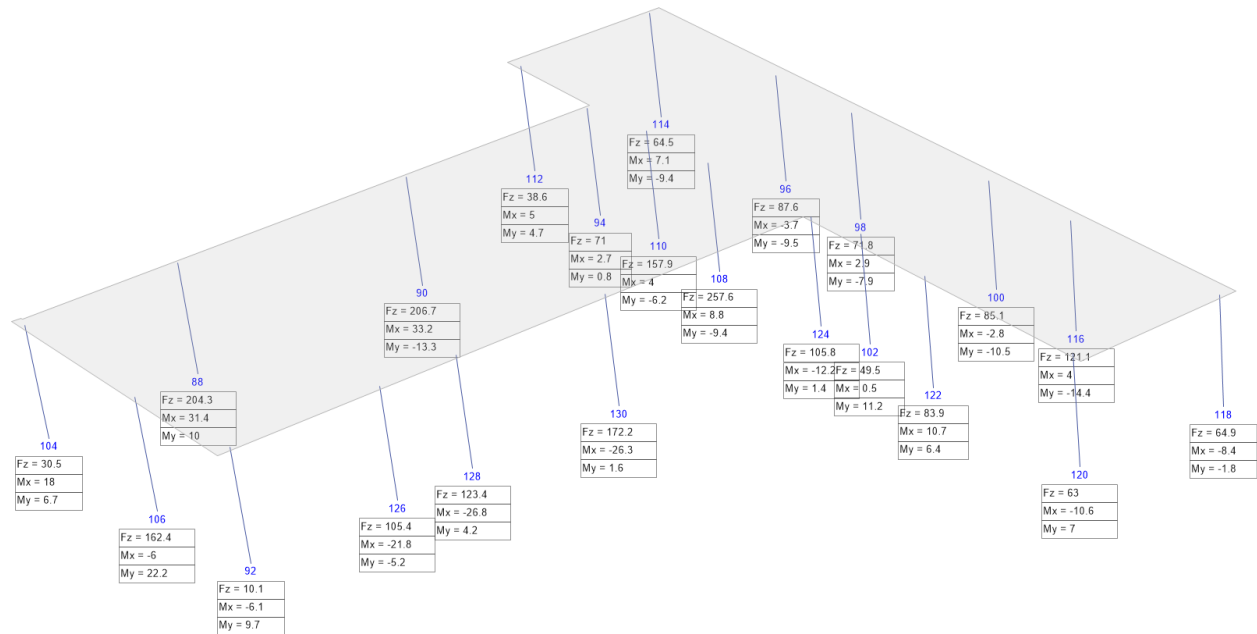 114
Fz = 64.5
Mx = 7.1
My = -9.4
112
Fz = 38.6
Mx = 5
My = 4.7
96
Fz = 87.6
Mx = -3.7
My = -9.5
94
Fz = 71
Mx = 2.7
My = 0.8
98
Fz = 71.8
Mx = 2.9
My = -7.9
110
Fz = 157.9
Mx = 4
My = -6.2
108
Fz = 257.6
Mx = 8.8
My = -9.4
90
Fz = 206.7
Mx = 33.2
My = -13.3
100
Fz = 85.1
Mx = -2.8
My = -10.5
124
Fz = 105.8
Mx = -12.2
My = 1.4
116
Fz = 121.1
Mx = 4
My = -14.4
102
Fz = 49.5
Mx = 0.5
My = 11.2
88
Fz = 204.3
Mx = 31.4
My = 10
122
Fz = 83.9
Mx = 10.7
My = 6.4
130
Fz = 172.2
Mx = -26.3
My = 1.6
118
Fz = 64.9
Mx = -8.4
My = -1.8
104
Fz = 30.5
Mx = 18
My = 6.7
128
Fz = 123.4
Mx = -26.8
My = 4.2
120
Fz = 63
Mx = -10.6
My = 7
126
Fz = 105.4
Mx = -21.8
My = -5.2
106
Fz = 162.4
Mx = -6
My = 22.2
92
Fz = 10.1
Mx = -6.1
My = 9.7